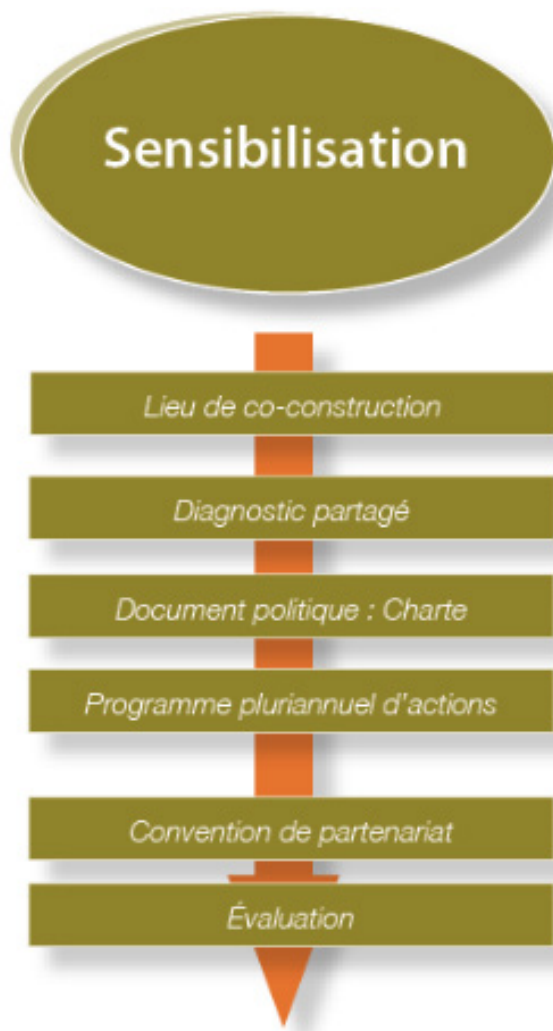 Sensibilisation
Lieu de co-construction
Diagnostic partagé
Document politique : Charte
Programme pluriannuel d'actions
Convention de partenariat
Évaluation